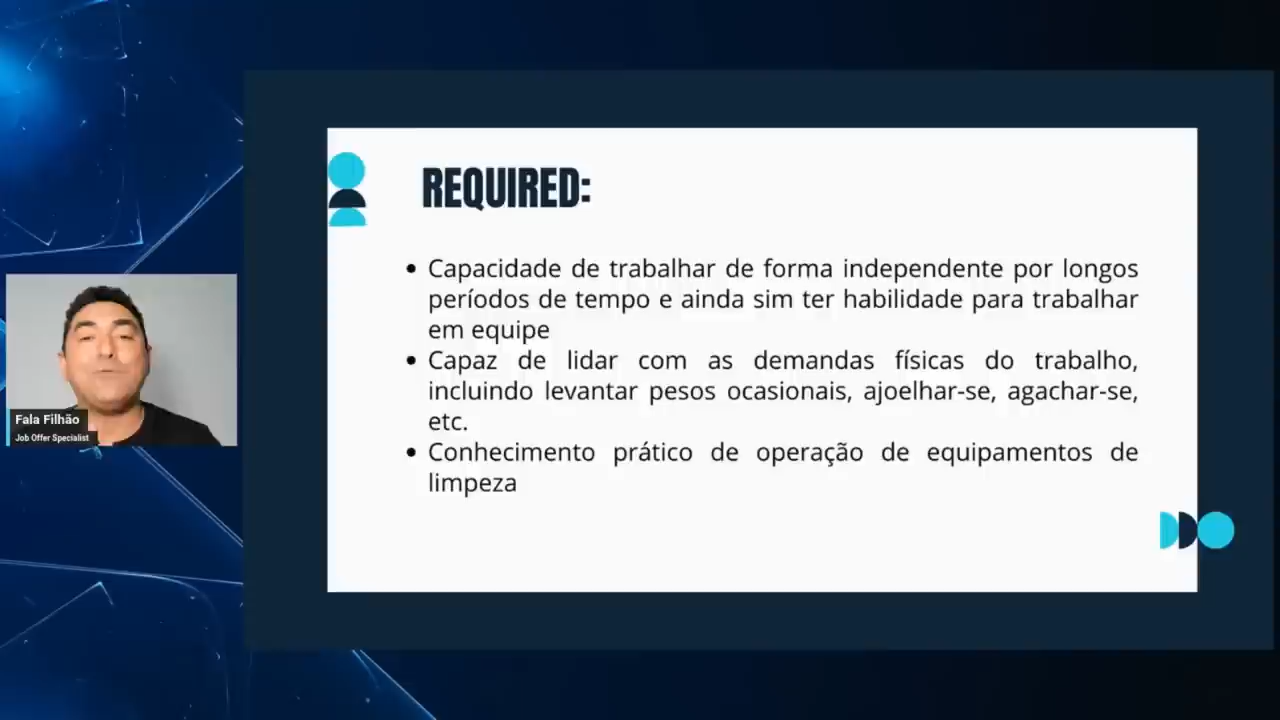 REQUIRED:
• Capacidade de trabalhar de forma independente por longos
períodos de tempo e ainda sim ter habilidade para trabalhar
em equipe
• Capaz de lidar com as demandas físicas do trabalho,
incluindo levantar pesos ocasionais, ajoelhar-se, agachar-se,
etc.
• Conhecimento prático de operação de equipamentos de
limpeza
Fala Filhão
Job Offer Specialist